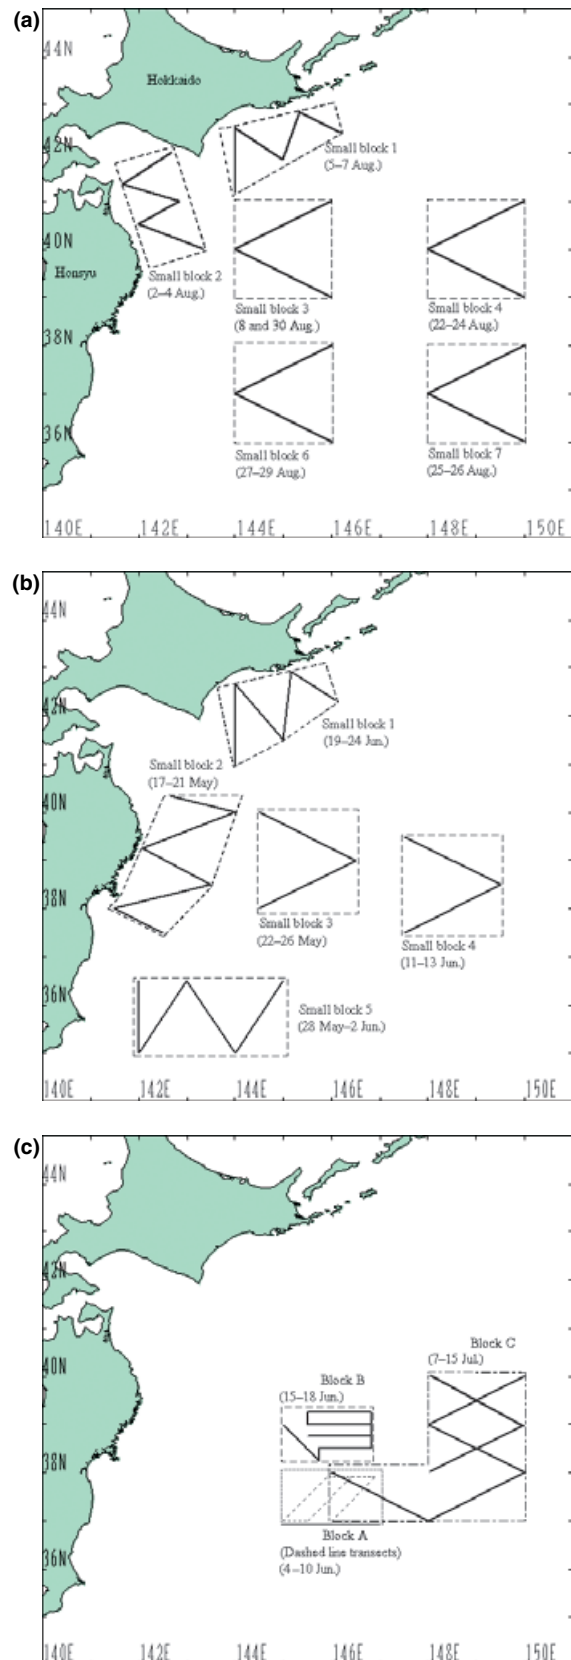 (a)
44N
Hokkaido
42N
Small block 1
(5–7 Aug.)
40N
Honsyu
Small block 2
(2–4 Aug.)
Small block 3
(8 and 30 Aug.)
Small block 4
(22–24 Aug.)
38N
36N
Small block 6
(27–29 Aug.)
Small block 7
(25–26 Aug.)
140E 142E 144E 146E 148E 150E
(b)
44N
42N
Small block 1
(19–24 Jun.)
Small block 2
(17–21 May)
40N
38N
Small block 3
(22–26 May)
Small block 4
(11–13 Jun.)
36N
Small block 5
(28 May–2 Jun.)
140E 142E 144E 146E 148E 150E
(c)
44N
42N
Block C
(7–15 Jul.)
40N
Block B
(15–18 Jun.)
38N
Block A
(Dashed line transects)
(4–10 Jun.)
36N
140E 142E 144E 146E 148E 150E